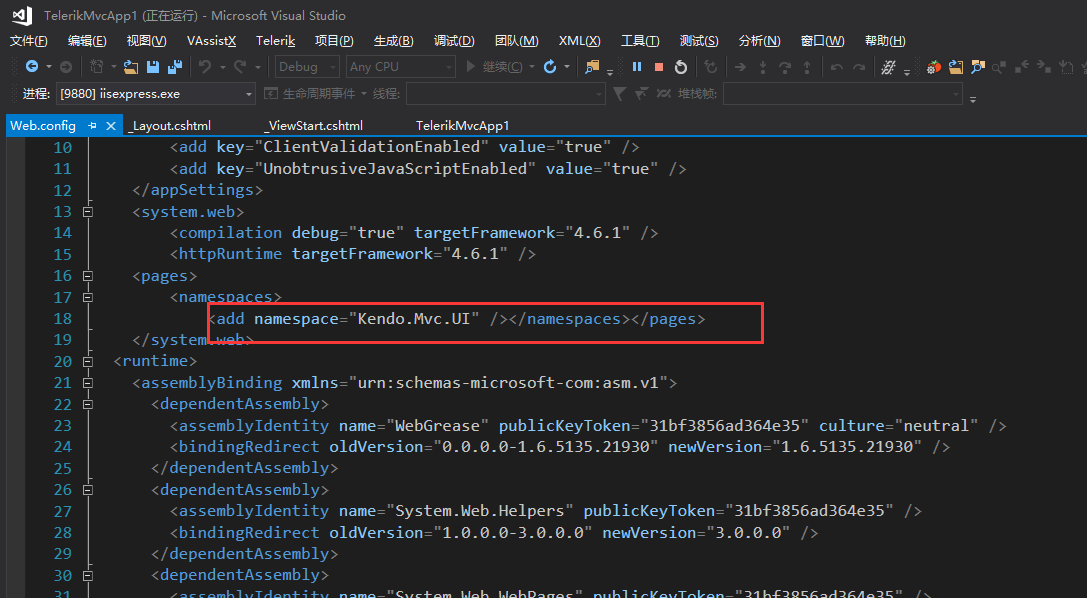 TelerikMvcApp1 (正在运行) - Microsoft Visual Studio
文件(F) 编辑(E) 视图(V) VAssistX Telerik 项目(P) 生成(B) 调试(D) 团队(M) XML(X) 工具(T) 测试(S) 分析(N) 窗口(W) 帮助(H)
Debug Any CPU 继续(C)
进程: [9880] iisexpress.exe 生命周期事件 线程: 堆栈帧:
Web.config _Layout.cshtml _ViewStart.cshtml TelerikMvcApp1
10 <add key="ClientValidationEnabled" value="true" />
11 <add key="UnobtrusiveJavaScriptEnabled" value="true" />
12 </appSettings>
13 <system.web>
14 <compilation debug="true" targetFramework="4.6.1" />
15 <httpRuntime targetFramework="4.6.1" />
16 <pages>
17 <namespaces>
18 <add namespace="Kendo.Mvc.UI" /></namespaces></pages>
19 </system.web>
20 <runtime>
21 <assemblyBinding xmlns="urn:schemas-microsoft-com:asm.v1">
22 <dependentAssembly>
23 <assemblyIdentity name="WebGrease" publicKeyToken="31bf3856ad364e35" culture="neutral" />
24 <bindingRedirect oldVersion="0.0.0.0-1.6.5135.21930" newVersion="1.6.5135.21930" />
25 </dependentAssembly>
26 <dependentAssembly>
27 <assemblyIdentity name="System.Web.Helpers" publicKeyToken="31bf3856ad364e35" />
28 <bindingRedirect oldVersion="1.0.0.0-3.0.0.0" newVersion="3.0.0.0" />
29 </dependentAssembly>
30 <dependentAssembly>
31 <assemblyIdentity name="System.Web.WebPages" publicKeyToken="31bf3856ad364e35" />